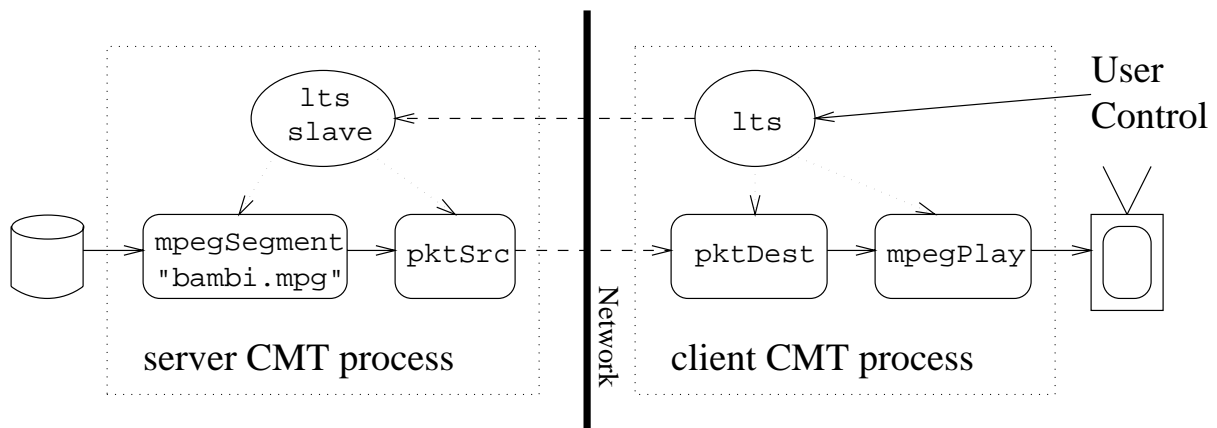 lts
slave
lts
User
Control
mpegSegment
"bambi.mpg"
pktSrc
pktDest
mpegPlay
Network
server CMT process
client CMT process